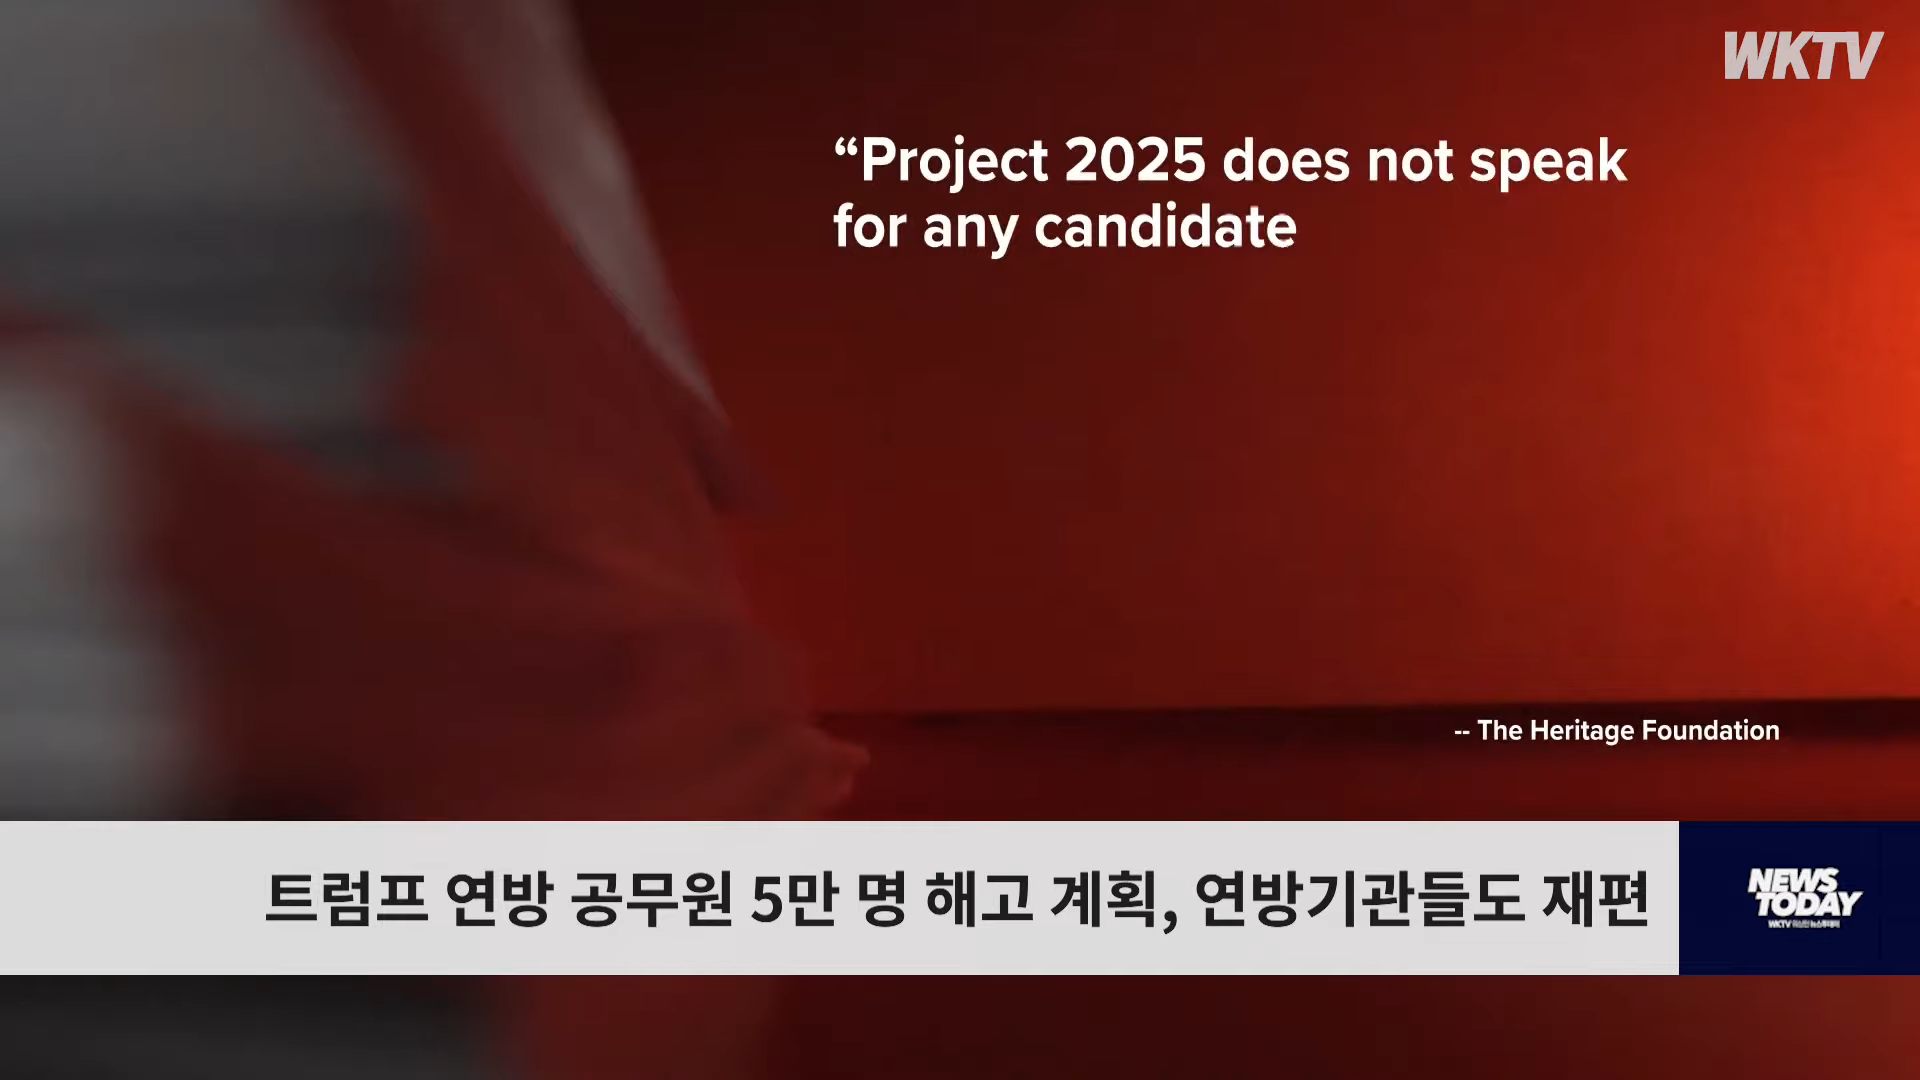 WKTV
“Project 2025 does not speak
for any candidate
-- The Heritage Foundation
트럼프 연방 공무원 5만 명 해고 계획, 연방기관들도 재편
NEWS
TODAY
WKTV